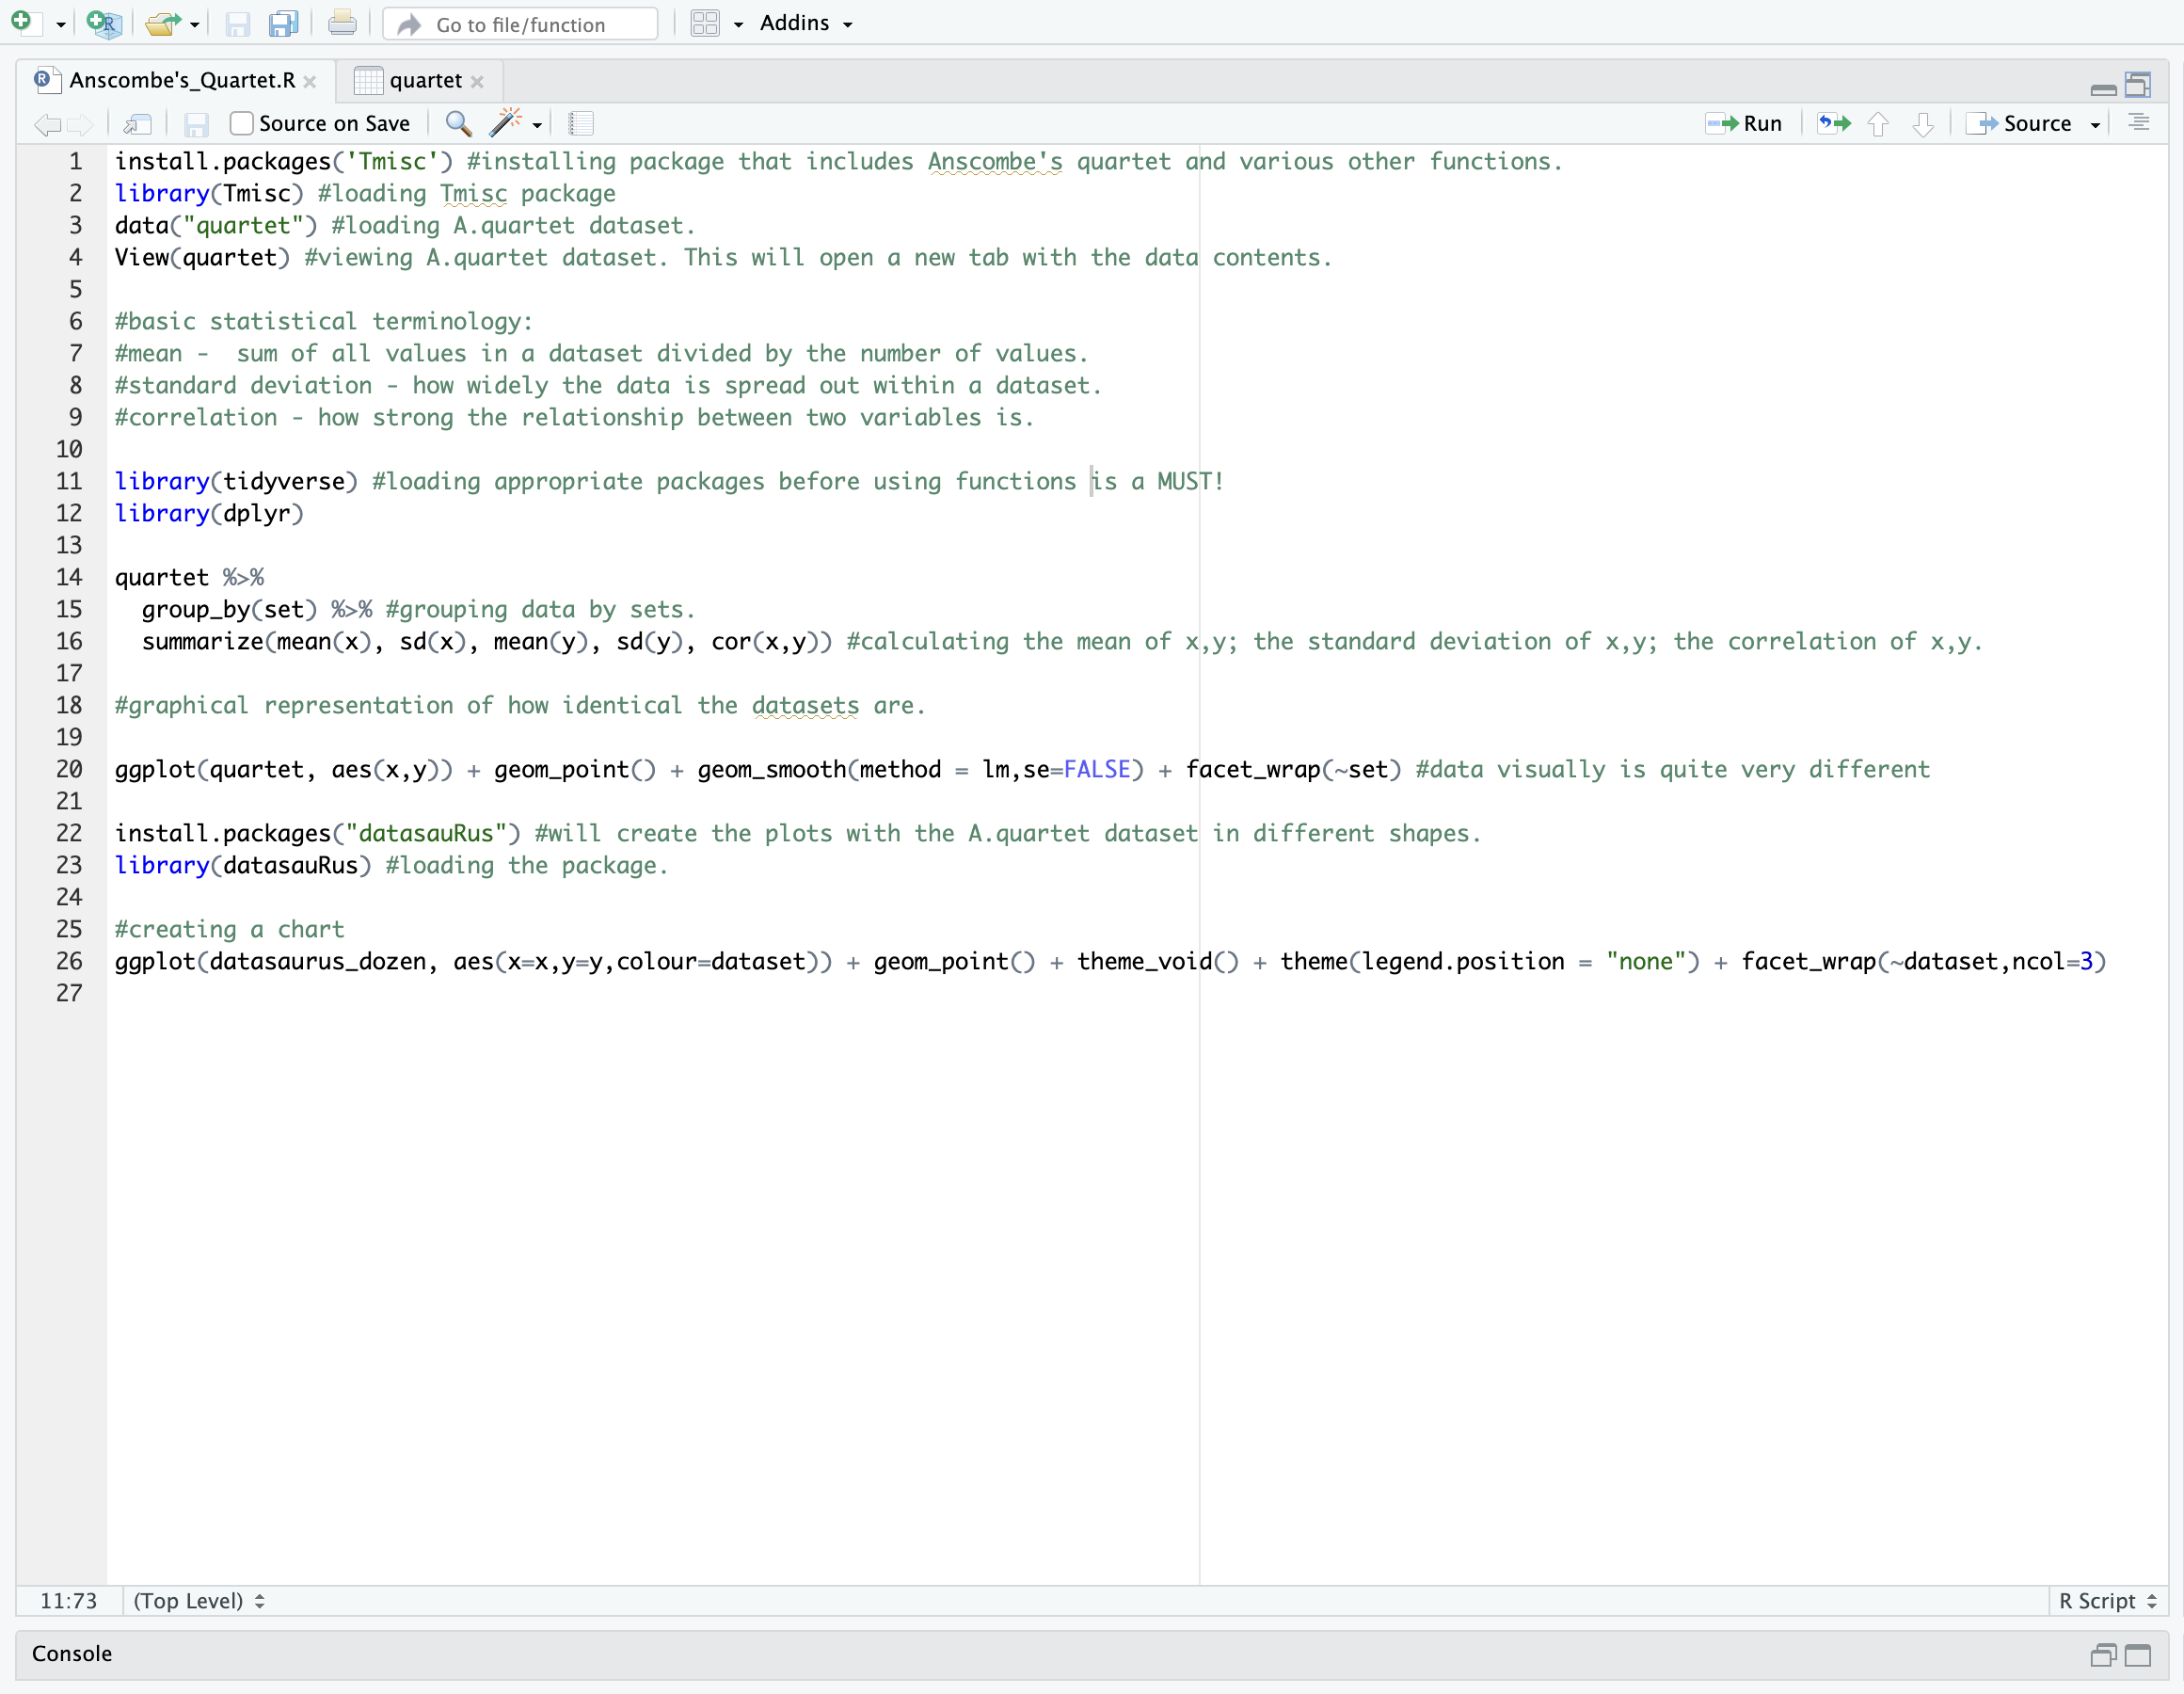 Go to file/function
Addins
Anscombe's_Quartet.R
quartet
Source on Save
Run
Source
1 install.packages('Tmisc') #installing package that includes Anscombe's quartet and various other functions.
2 library(Tmisc) #loading Tmisc package
3 data("quartet") #loading A.quartet dataset.
4 View(quartet) #viewing A.quartet dataset. This will open a new tab with the data contents.
5
6 #basic statistical terminology:
7 #mean -  sum of all values in a dataset divided by the number of values.
8 #standard deviation - how widely the data is spread out within a dataset.
9 #correlation - how strong the relationship between two variables is.
10
11 library(tidyverse) #loading appropriate packages before using functions is a MUST!
12 library(dplyr)
13
14 quartet %>%
15   group_by(set) %>% #grouping data by sets.
16   summarize(mean(x), sd(x), mean(y), sd(y), cor(x,y)) #calculating the mean of x,y; the standard deviation of x,y; the correlation of x,y.
17
18 #graphical representation of how identical the datasets are.
19
20 ggplot(quartet, aes(x,y)) + geom_point() + geom_smooth(method = lm,se=FALSE) + facet_wrap(~set) #data visually is quite very different
21
22 install.packages("datasauRus") #will create the plots with the A.quartet dataset in different shapes.
23 library(datasauRus) #loading the package.
24
25 #creating a chart
26 ggplot(datasaurus_dozen, aes(x=x,y=y,colour=dataset)) + geom_point() + theme_void() + theme(legend.position = "none") + facet_wrap(~dataset,ncol=3)
27
11:73
(Top Level)
R Script
Console